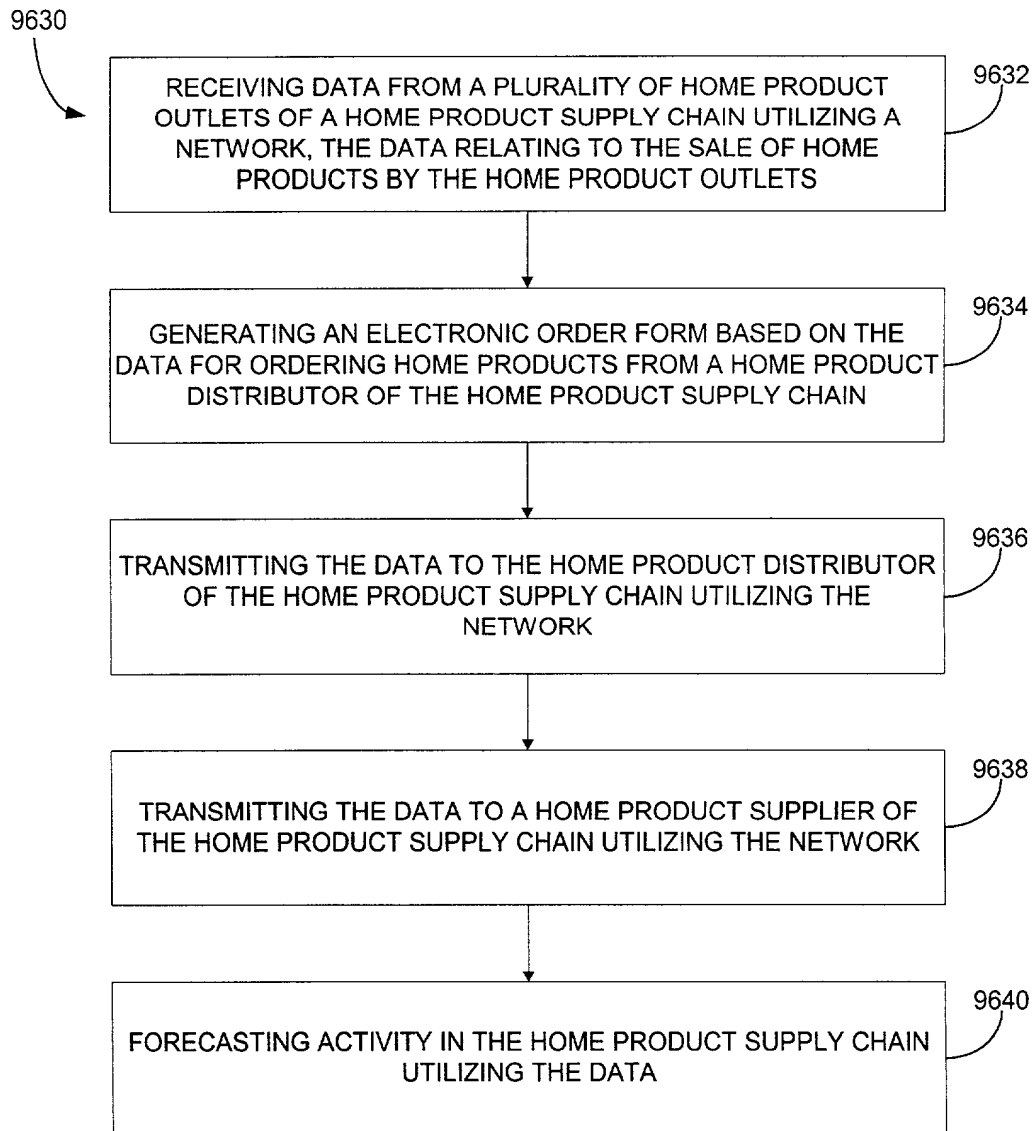 9630
9632
RECEIVING DATA FROM A PLURALITY OF HOME PRODUCT
OUTLETS OF A HOME PRODUCT SUPPLY CHAIN UTILIZING A
NETWORK, THE DATA RELATING TO THE SALE OF HOME
PRODUCTS BY THE HOME PRODUCT OUTLETS
9634
GENERATING AN ELECTRONIC ORDER FORM BASED ON THE
DATA FOR ORDERING HOME PRODUCTS FROM A HOME PRODUCT
DISTRIBUTOR OF THE HOME PRODUCT SUPPLY CHAIN
9636
TRANSMITTING THE DATA TO THE HOME PRODUCT DISTRIBUTOR
OF THE HOME PRODUCT SUPPLY CHAIN UTILIZING THE
NETWORK
9638
TRANSMITTING THE DATA TO A HOME PRODUCT SUPPLIER OF
THE HOME PRODUCT SUPPLY CHAIN UTILIZING THE NETWORK
9640
FORECASTING ACTIVITY IN THE HOME PRODUCT SUPPLY CHAIN
UTILIZING THE DATA